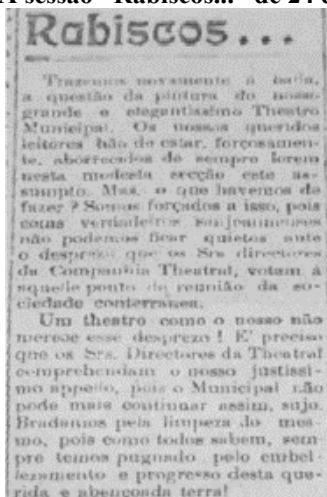 A sessão "Rabiscos..." de 24
Rabiscos...
Trazemos novamente á baila,
a questão da pintura do nosso
grande e elegantissimo Theatro
Municipal. Os nossos queridos
leitores hão de estar, forçosamen-
te, aborrecidos de sempre lerem
nesta modesta secção este as-
sumpto. Mas, o que havemos de
fazer? Somos forçados a isso, pois
como verdadeiros sanjoannenses
não podemos ficar quietos ante
o desprezo que os Srs directores
da Companhia Theatral, votam á
aquelle ponto de reunião da so-
ciedade conterranea.
Um theatro como o nosso não
merece esse desprezo! E' preciso
que os Srs. Directores da Theatral
comprehendam o nosso justissi-
mo appello, pois o Municipal não
pode mais continuar assim, sujo.
Bradamos pela limpeza do mes-
mo, pois como todos sabem, sem-
pre temos pugnado pelo embel-
lezamento e progresso desta que-
rida e abençoada terra!